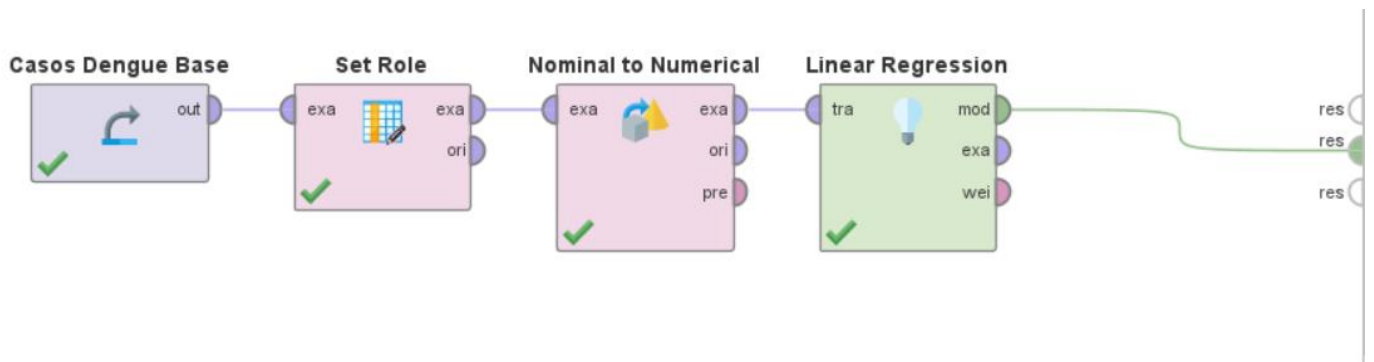 Casos Dengue Base
Set Role
Nominal to Numerical
Linear Regression
out
exa
exa
exa
exa
tra
mod
res
ori
ori
exa
res
pre
wei
res